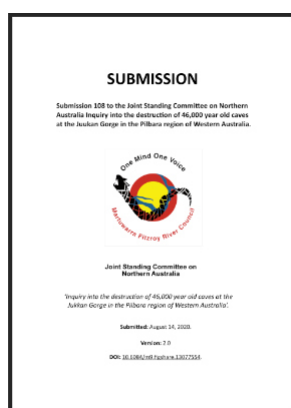 SUBMISSION
Submission 108 to the Joint Standing Committee on Northern
Australia Inquiry into the destruction of 46,000 year old caves
at the Juukan Gorge in the Pilbara region of Western Australia.
One Mind One Voice
Martuwarra Fitzroy River Council
Joint Standing Committee on
Northern Australia
'Inquiry into the destruction of 46,000 year old caves at the
Jukkan Gorge in the Pilbara region of Western Australia'.
Submitted: August 14, 2020.
Version: 2.0
DOI: